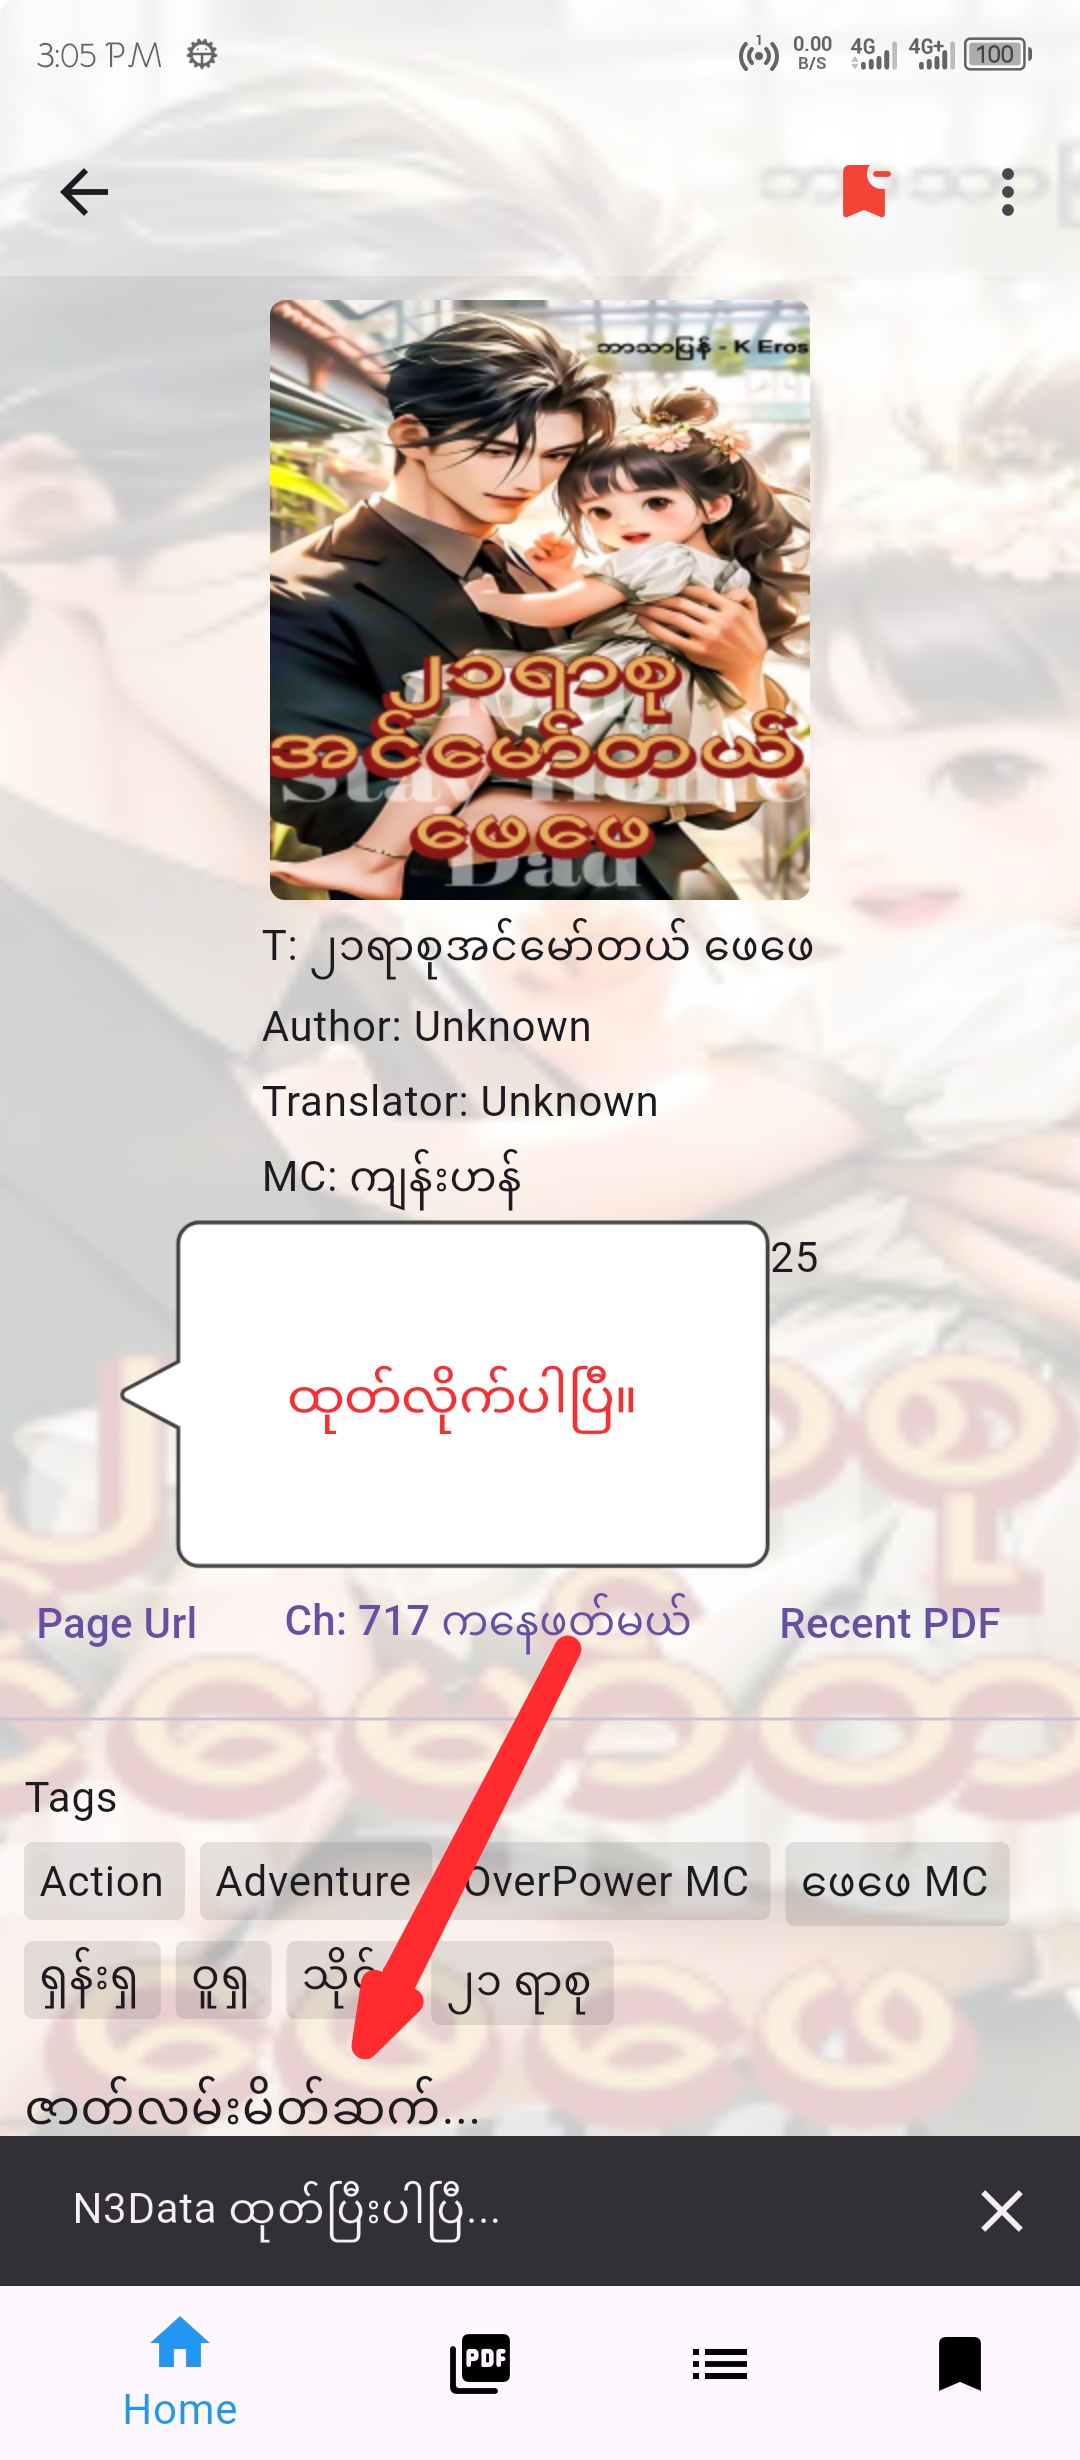 3:05 PM
1
0.00
B/S
4G
4G+
100
ဘာသာပြန် - K Eros
၂၁ရာစု
အင်မော်တယ်
Stay Home
ဖေဖေ
Dad
T: ၂၁ရာစုအင်မော်တယ် ဖေဖေ
Author: Unknown
Translator: Unknown
MC: ကျန်းဟန်
25
ထုတ်လိုက်ပါပြီ။
Page Url
Ch: 717 ကနေဖတ်မယ်
Recent PDF
Tags
Action
Adventure
OverPower MC
ဖေဖေ MC
ရှန်းရှ
ဝူရှ
၂၁ ရာစု
ဇာတ်လမ်းမိတ်ဆက်...
N3Data ထုတ်ပြီးပါပြီ...
PDF
Home